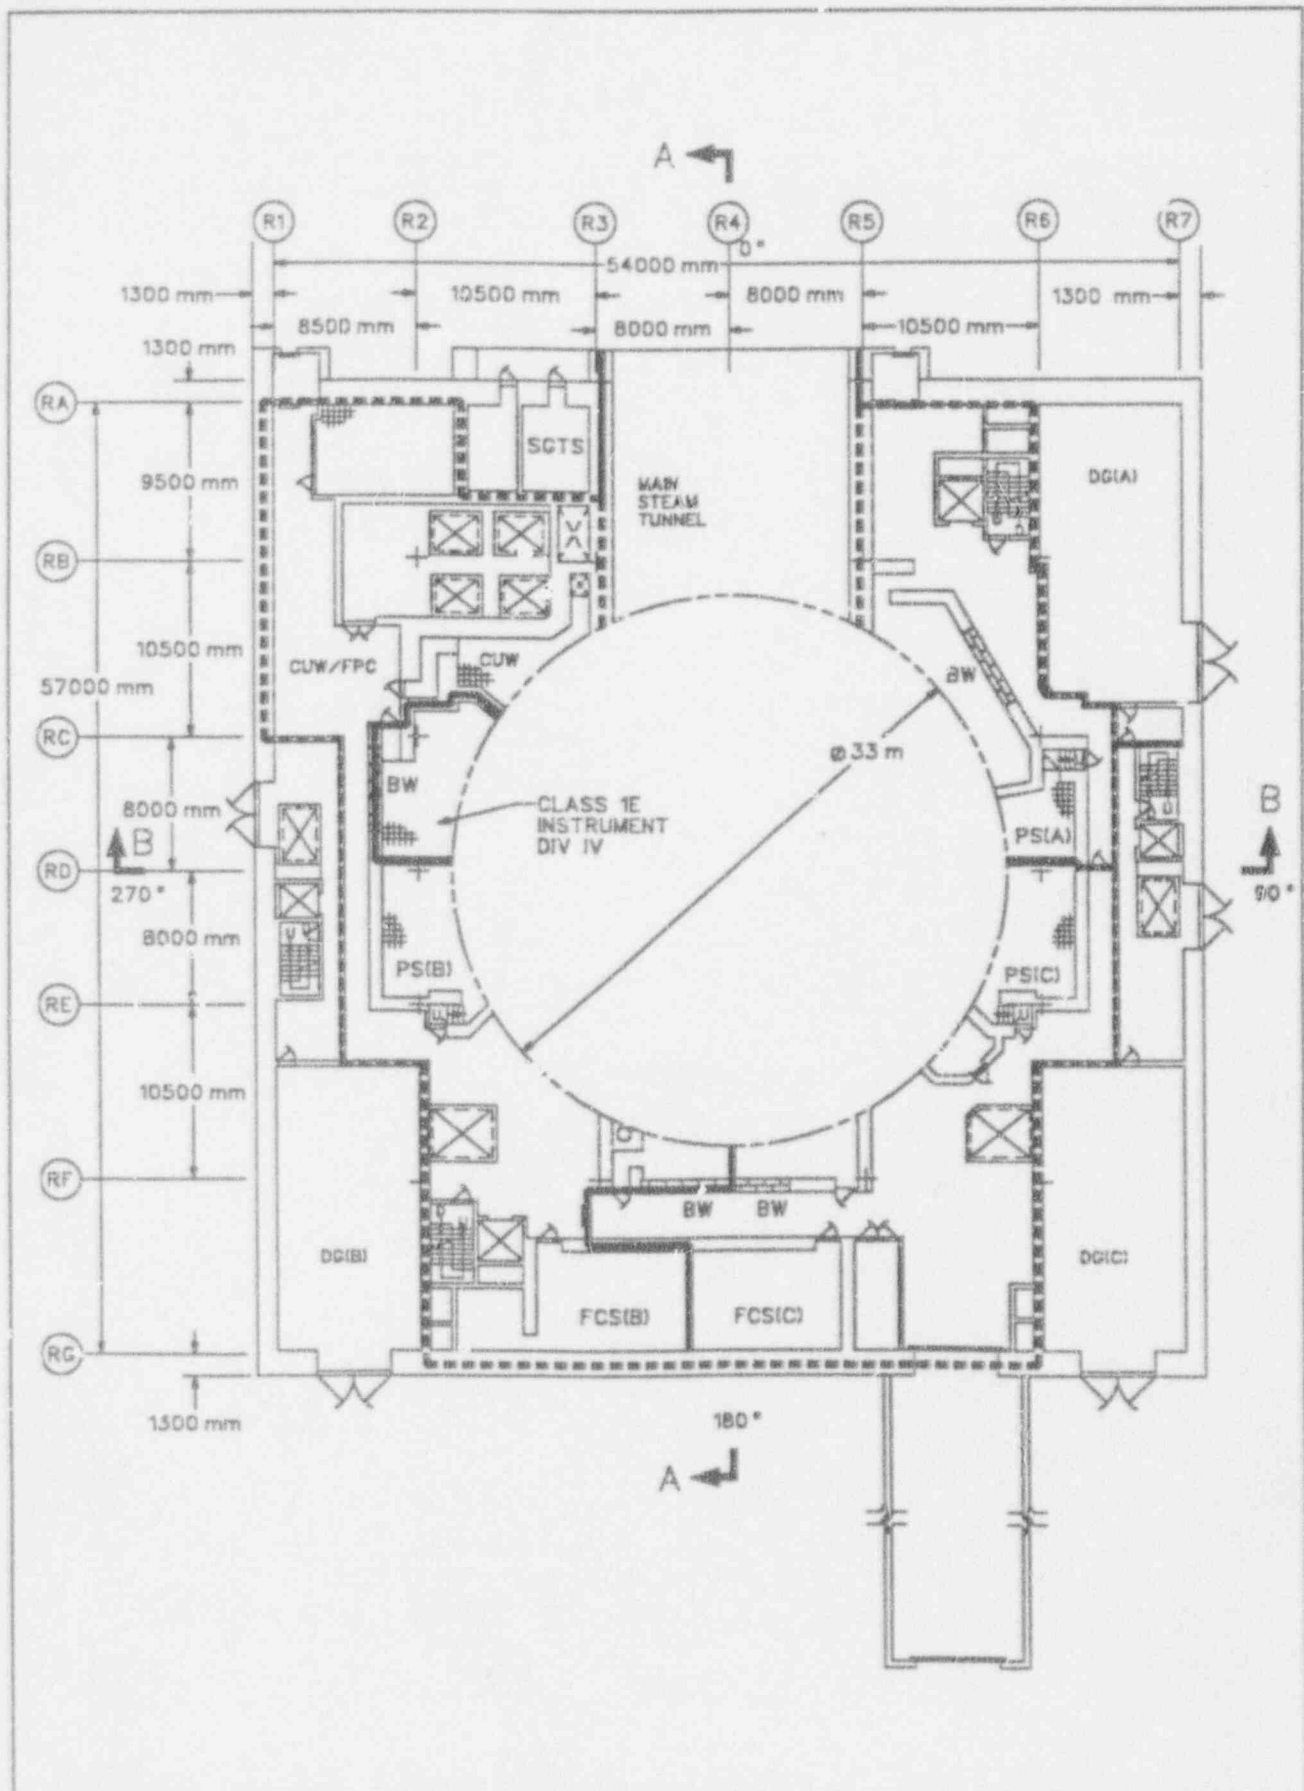 A
R1
R2
R3
R4
R5
R6
R7
0°
54000 mm
1300 mm
10500 mm
8000 mm
1300 mm
8500 mm
8000 mm
10500 mm
1300 mm
RA
SGTS
DG(A)
9500 mm
MAIN
STEAM
TUNNEL
RB
10500 mm
CUW/FPC
CUW
BW
57000 mm
RC
Ø 33 m
BW
CLASS 1E
INSTRUMENT
DIV IV
8000 mm
B
B
PS(A)
RD
270°
90°
U
D
U
8000 mm
PS(B)
PS(C)
RE
10500 mm
RF
BW
BW
D
U
DG(B)
DG(C)
FCS(B)
FCS(C)
RG
1300 mm
180°
A